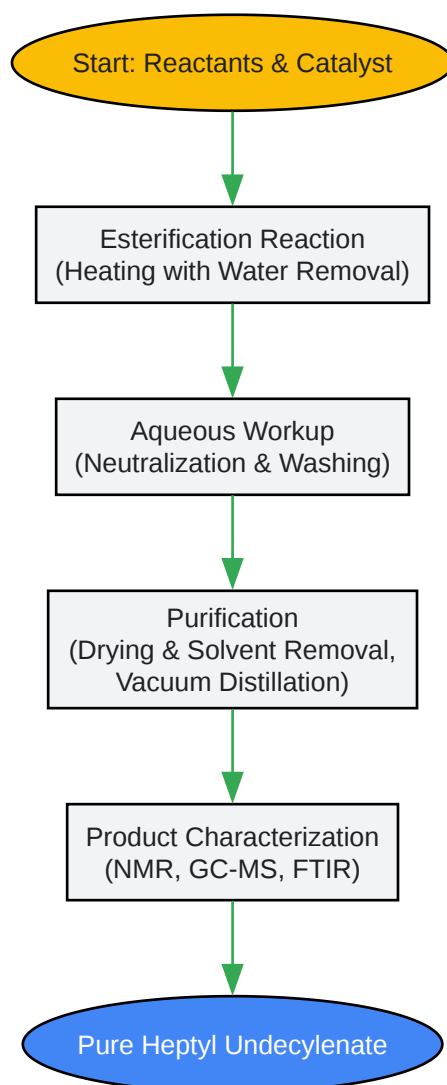 Start: Reactants & Catalyst
Esterification Reaction
(Heating with Water Removal)
Aqueous Workup
(Neutralization & Washing)
Purification
(Drying & Solvent Removal,
Vacuum Distillation)
Product Characterization
(NMR, GC-MS, FTIR)
Pure Heptyl Undecylenate